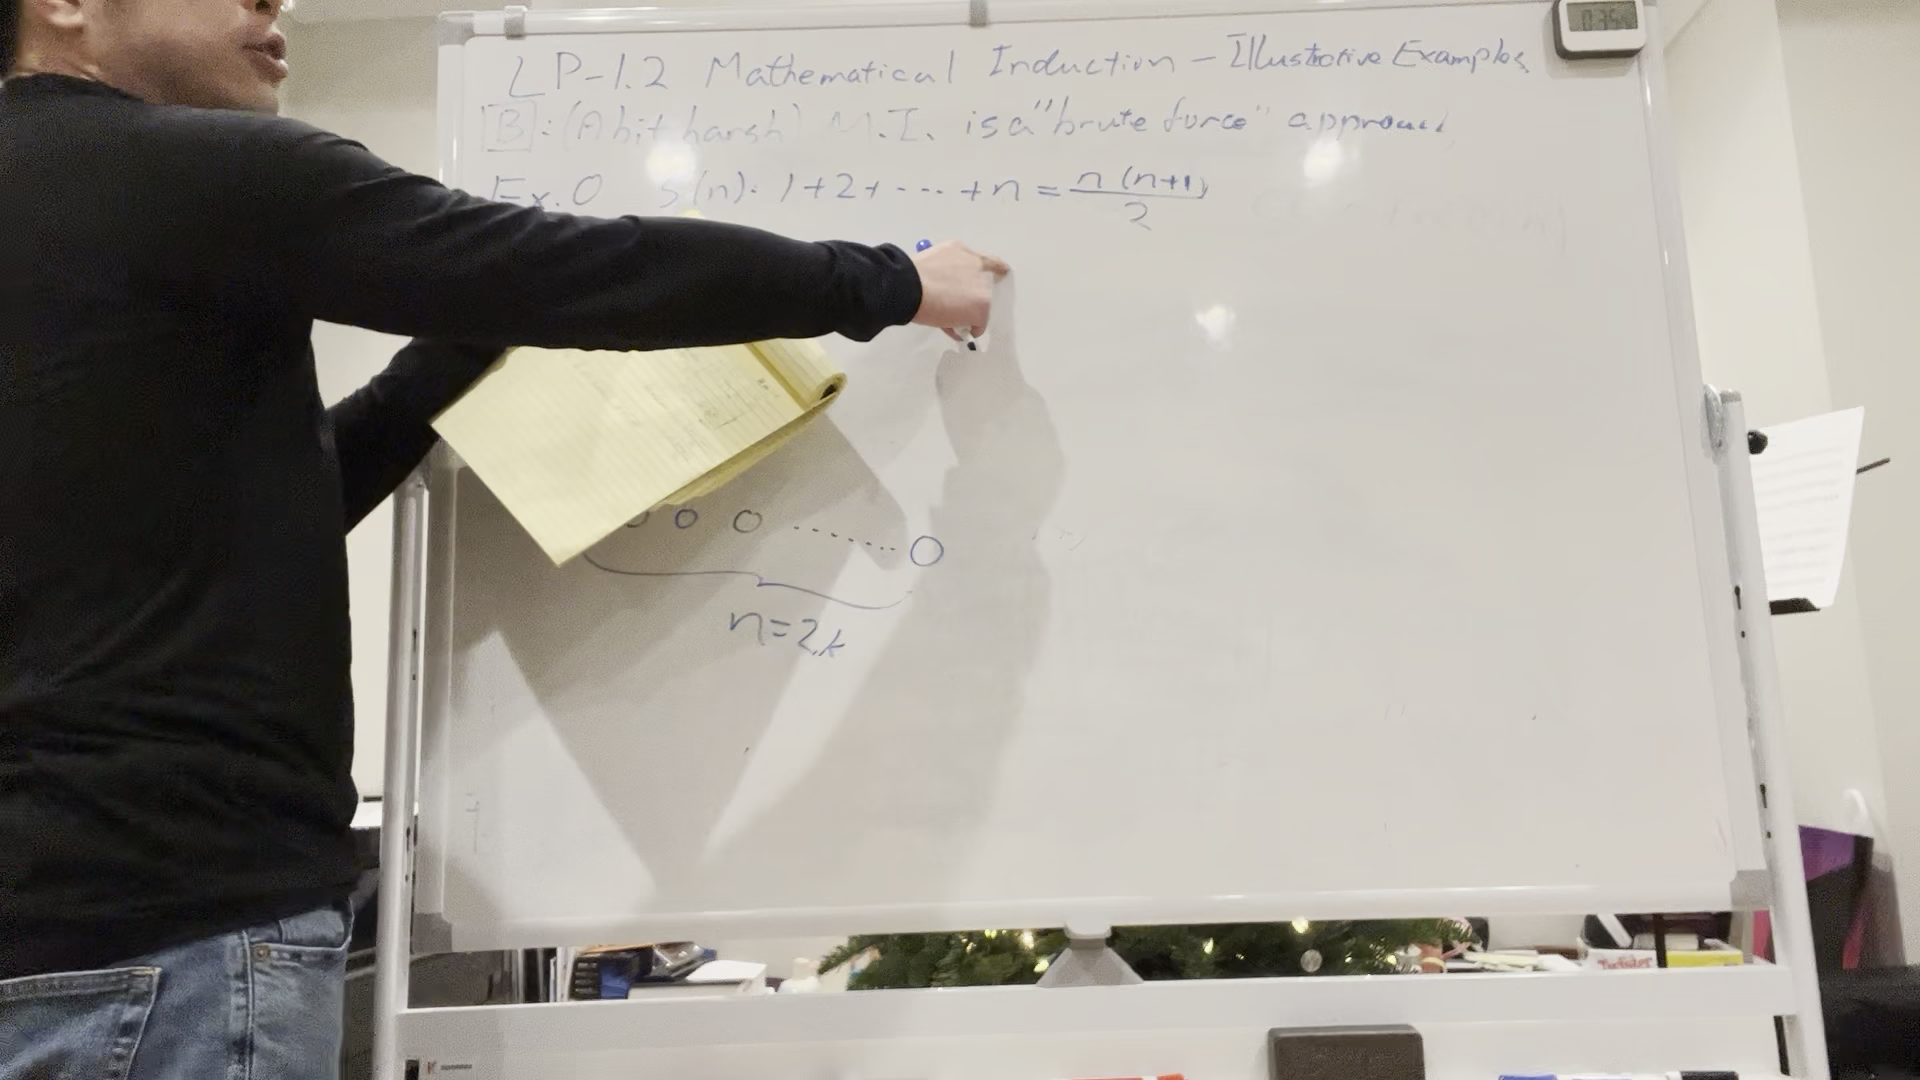 LP-1.2 Mathematical Induction - Illustrative Examples
B: (A bit harsh) M.I. is a "brute force" approach
Ex.0 S(n): 1+2+ ... +n = n(n+1)/2
n=2k
Twister